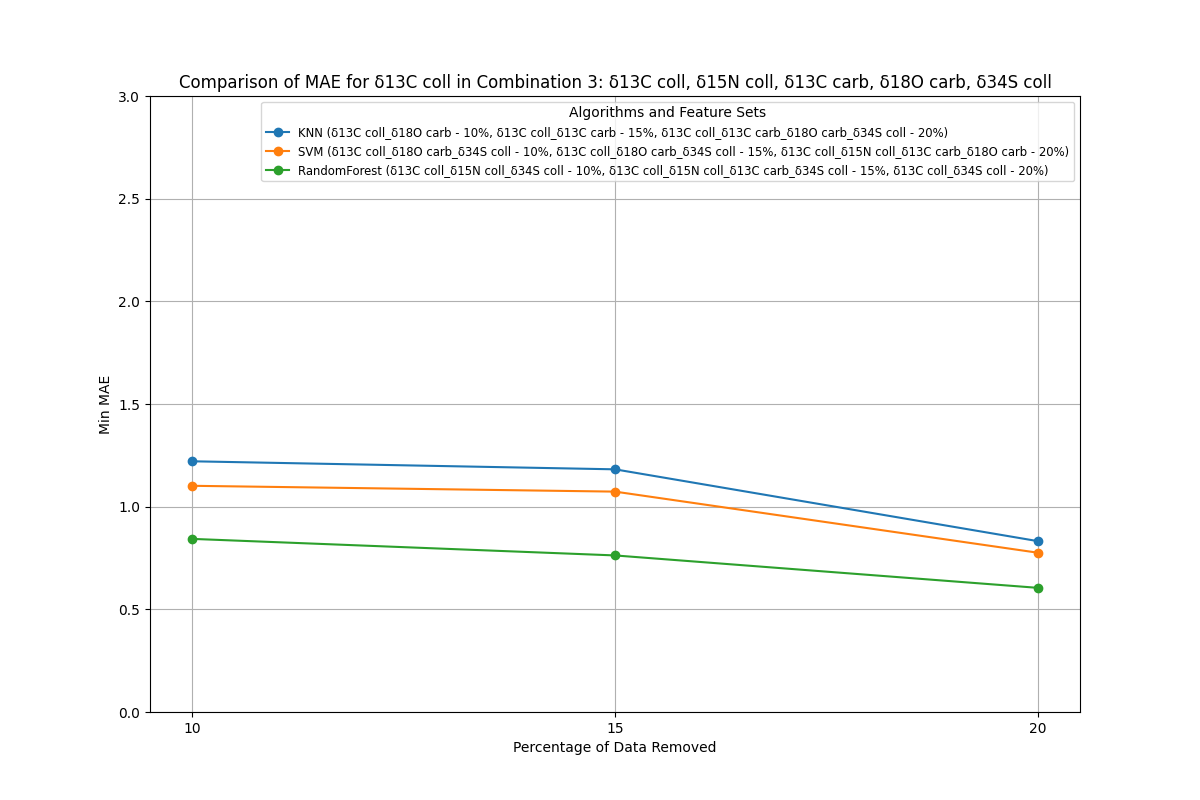 Comparison of MAE for δ13C coll in Combination 3: δ13C coll, δ15N coll, δ13C carb, δ18O carb, δ34S coll
3.0
Algorithms and Feature Sets
KNN (δ13C coll_δ18O carb - 10%, δ13C coll_δ13C carb - 15%, δ13C coll_δ13C carb_δ18O carb_δ34S coll - 20%)
SVM (δ13C coll_δ18O carb_δ34S coll - 10%, δ13C coll_δ18O carb_δ34S coll - 15%, δ13C coll_δ15N coll_δ13C carb_δ18O carb - 20%)
RandomForest (δ13C coll_δ15N coll_δ34S coll - 10%, δ13C coll_δ15N coll_δ13C carb_δ34S coll - 15%, δ13C coll_δ34S coll - 20%)
2.5
2.0
1.5
Min MAE
1.0
0.5
0.0
10 15 20
Percentage of Data Removed